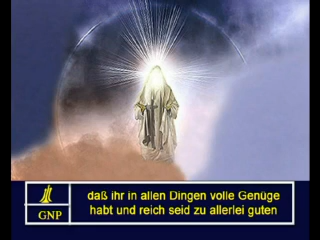 daß ihr in allen Dingen volle Genüge
habt und reich seid zu allerlei guten
GNP